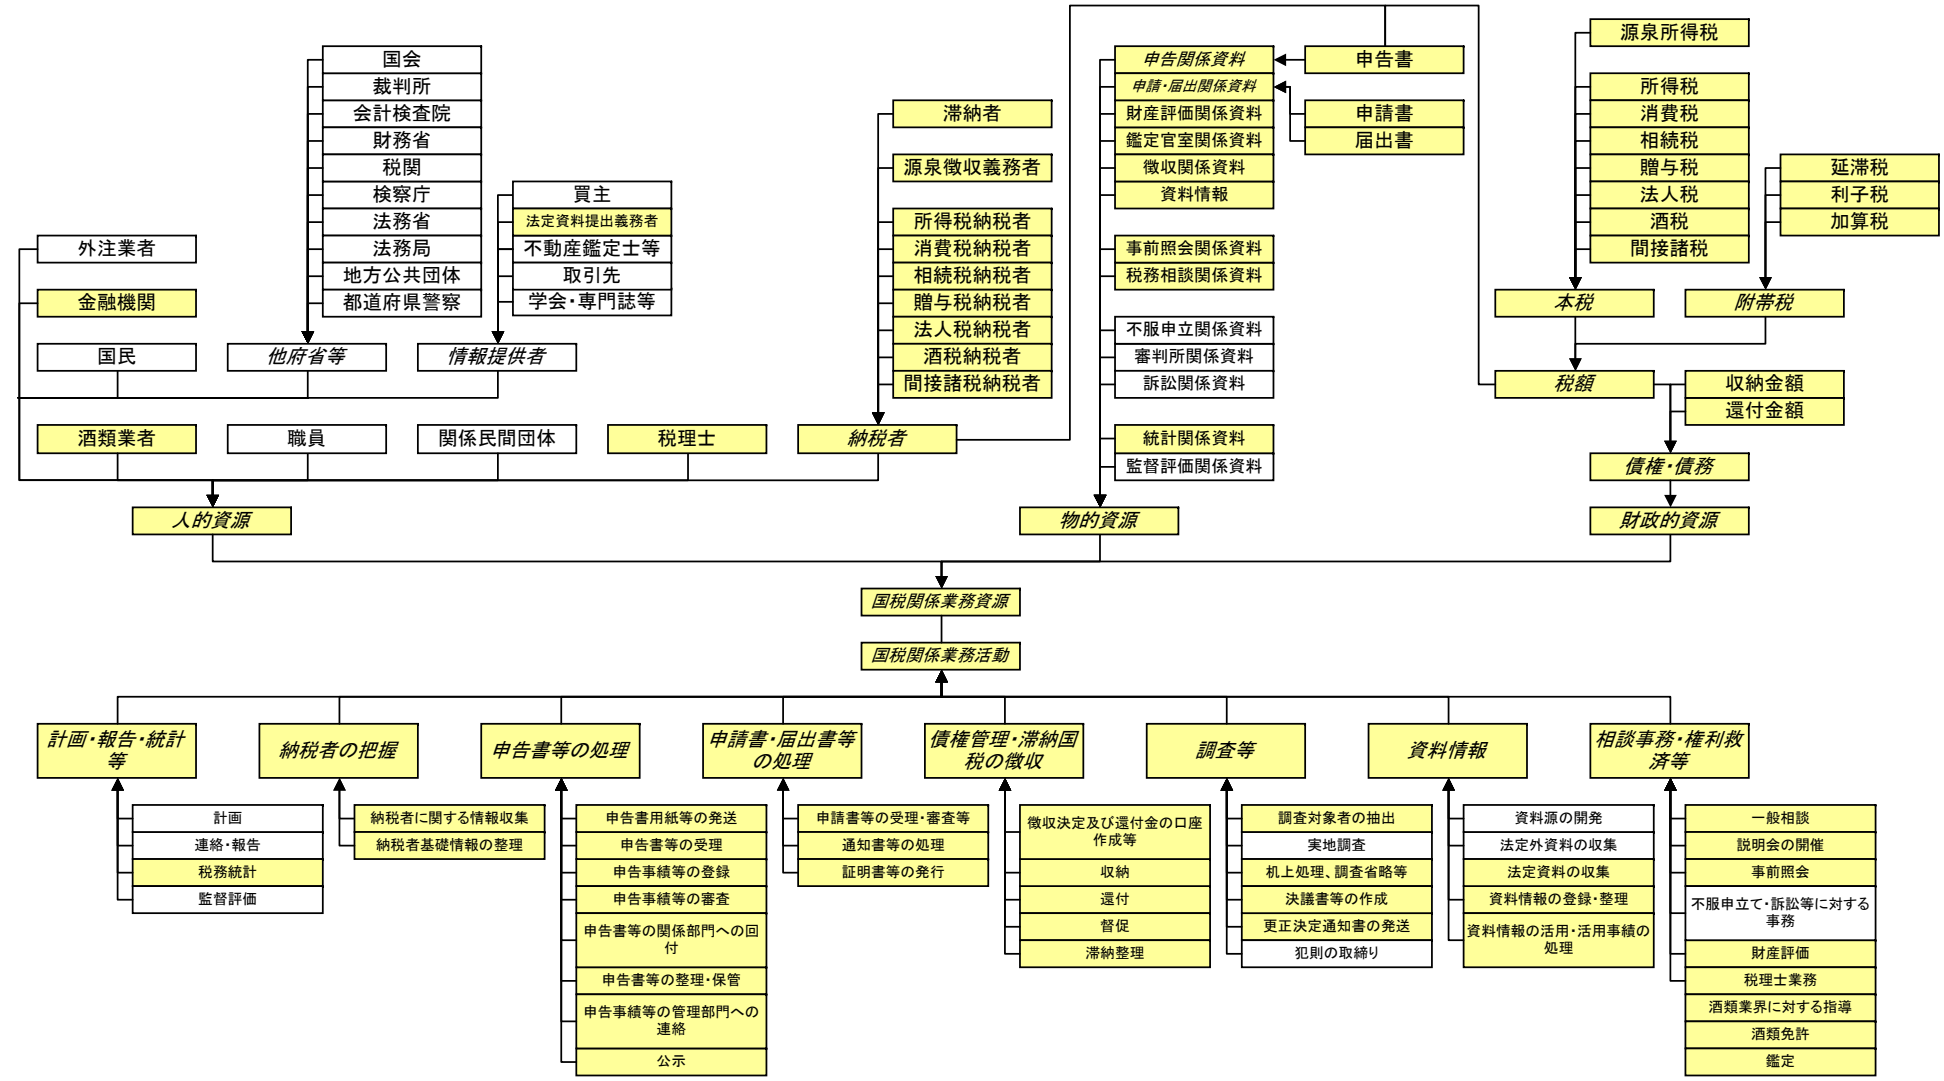 国会
裁判所
会計検査院
財務省
税関
検察庁
法務省
法務局
地方公共団体
都道府県警察
他府省等
買主
法定資料提出義務者
不動産鑑定士等
取引先
学会・専門誌等
情報提供者
外注業者
金融機関
国民
酒類業者
職員
関係民間団体
税理士
滞納者
源泉徴収義務者
所得税納税者
消費税納税者
相続税納税者
贈与税納税者
法人税納税者
酒税納税者
間接諸税納税者
納税者
人的資源
申告関係資料
申請・届出関係資料
財産評価関係資料
鑑定官室関係資料
徴収関係資料
資料情報
事前照会関係資料
税務相談関係資料
不服申立関係資料
審判所関係資料
訴訟関係資料
統計関係資料
監督評価関係資料
申告書
申請書
届出書
物的資源
源泉所得税
所得税
消費税
相続税
贈与税
法人税
酒税
間接諸税
延滞税
利子税
加算税
本税
附帯税
税額
収納金額
還付金額
債権・債務
財政的資源
国税関係業務資源
国税関係業務活動
計画・報告・統計
等
計画
連絡・報告
税務統計
監督評価
納税者の把握
納税者に関する情報収集
納税者基礎情報の整理
申告書等の処理
申告書用紙等の発送
申告書等の受理
申告事績等の登録
申告事績等の審査
申告書等の関係部門への回
付
申告書等の整理・保管
申告事績等の管理部門への
連絡
公示
申請書・届出書等
の処理
申請書等の受理・審査等
通知書等の処理
証明書等の発行
債権管理・滞納国
税の徴収
徴収決定及び還付金の口座
作成等
収納
還付
督促
滞納整理
調査等
調査対象者の抽出
実地調査
机上処理、調査省略等
決議書等の作成
更正決定通知書の発送
犯則の取締り
資料情報
資料源の開発
法定外資料の収集
法定資料の収集
資料情報の登録・整理
資料情報の活用・活用事績の
処理
相談事務・権利救
済等
一般相談
説明会の開催
事前照会
不服申立て・訴訟等に対する
事務
財産評価
税理士業務
酒類業界に対する指導
酒類免許
鑑定